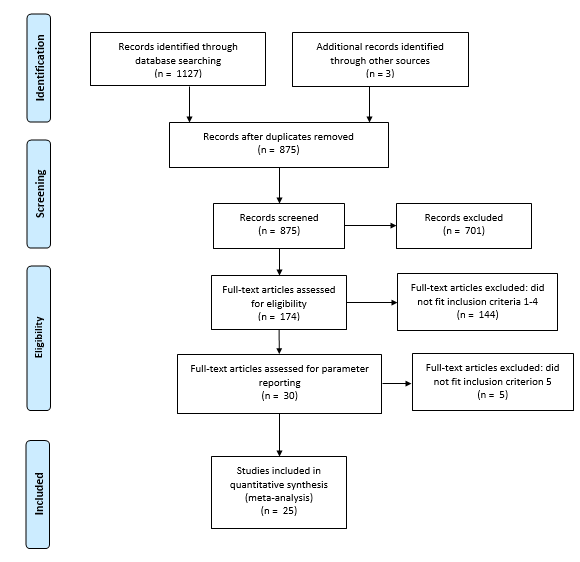 Identification
Records identified through
database searching
(n = 1127)
Additional records identified
through other sources
(n = 3)
Records after duplicates removed
(n = 875)
Screening
Records screened
(n = 875)
Records excluded
(n = 701)
Eligibility
Full-text articles assessed
for eligibility
(n = 174)
Full-text articles excluded: did
not fit inclusion criteria 1-4
(n = 144)
Full-text articles assessed for parameter
reporting
(n = 30)
Full-text articles excluded: did
not fit inclusion criterion 5
(n = 5)
Included
Studies included in
quantitative synthesis
(meta-analysis)
(n = 25)